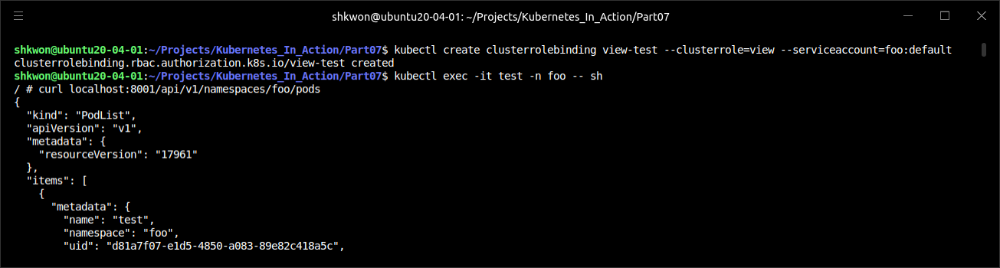 shkwon@ubuntu20-04-01: ~/Projects/Kubernetes_In_Action/Part07
shkwon@ubuntu20-04-01:~/Projects/Kubernetes_In_Action/Part07$ kubectl create clusterrolebinding view-test --clusterrole=view --serviceaccount=foo:default
clusterrolebinding.rbac.authorization.k8s.io/view-test created
shkwon@ubuntu20-04-01:~/Projects/Kubernetes_In_Action/Part07$ kubectl exec -it test -n foo -- sh
/ # curl localhost:8001/api/v1/namespaces/foo/pods
{
  "kind": "PodList",
  "apiVersion": "v1",
  "metadata": {
    "resourceVersion": "17961"
  },
  "items": [
    {
      "metadata": {
        "name": "test",
        "namespace": "foo",
        "uid": "d81a7f07-e1d5-4850-a083-89e82c418a5c",